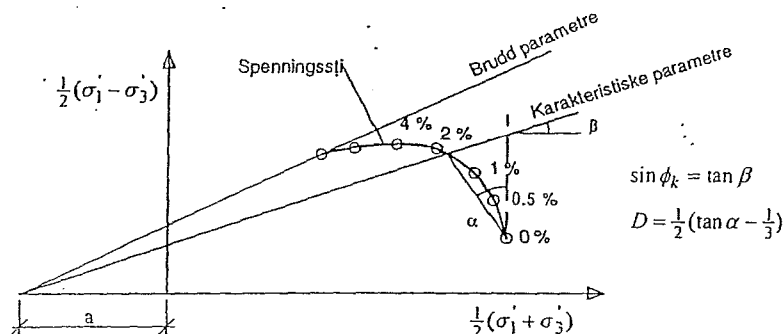 Brudd parametre
Spenningssti
½(σ'₁ − σ'₃)
Karakteristiske parametre
4 %
2 %
β
1 %
sin ϕₖ = tan β
0.5 %
α
D = ½(tan α − ⅓)
0 %
a
½(σ'₁ + σ'₃)